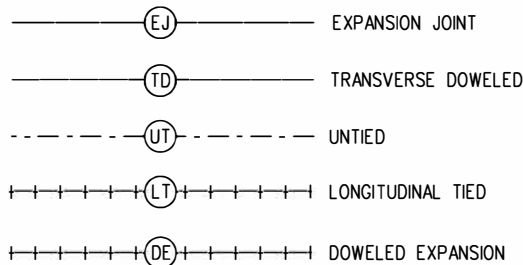 EJ EXPANSION JOINT
TD TRANSVERSE DOWELED
UT UNTIED
LT LONGITUDINAL TIED
DE DOWELED EXPANSION